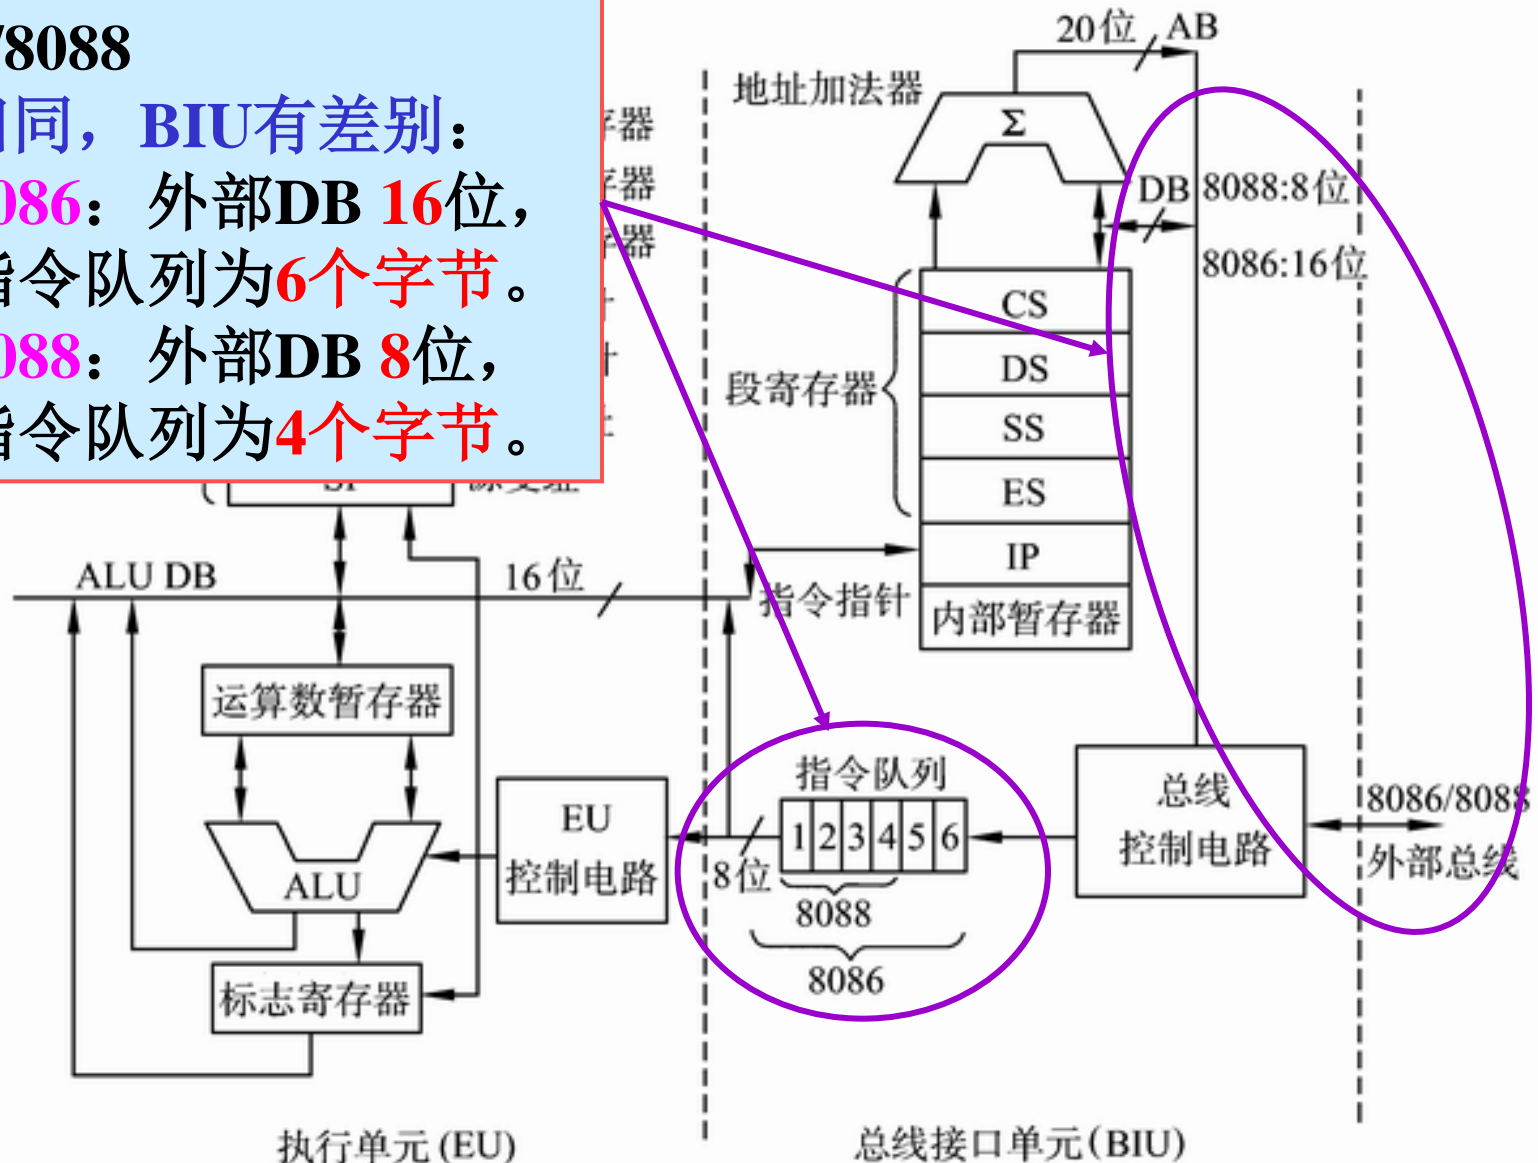 /8088
同，BIU有差别：
086：外部DB 16位，
指令队列为6个字节。
088：外部DB 8位，
指令队列为4个字节。
存器
存器
存器
20位 AB
地址加法器
Σ
DB
8088:8位
8086:16位
段寄存器
CS
DS
SS
ES
IP
内部暂存器
指令指针
ALU DB
16位
运算数暂存器
ALU
标志寄存器
EU
控制电路
8位
指令队列
1 2 3 4 5 6
8088
8086
总线
控制电路
8086/8088
外部总线
执行单元(EU)
总线接口单元(BIU)